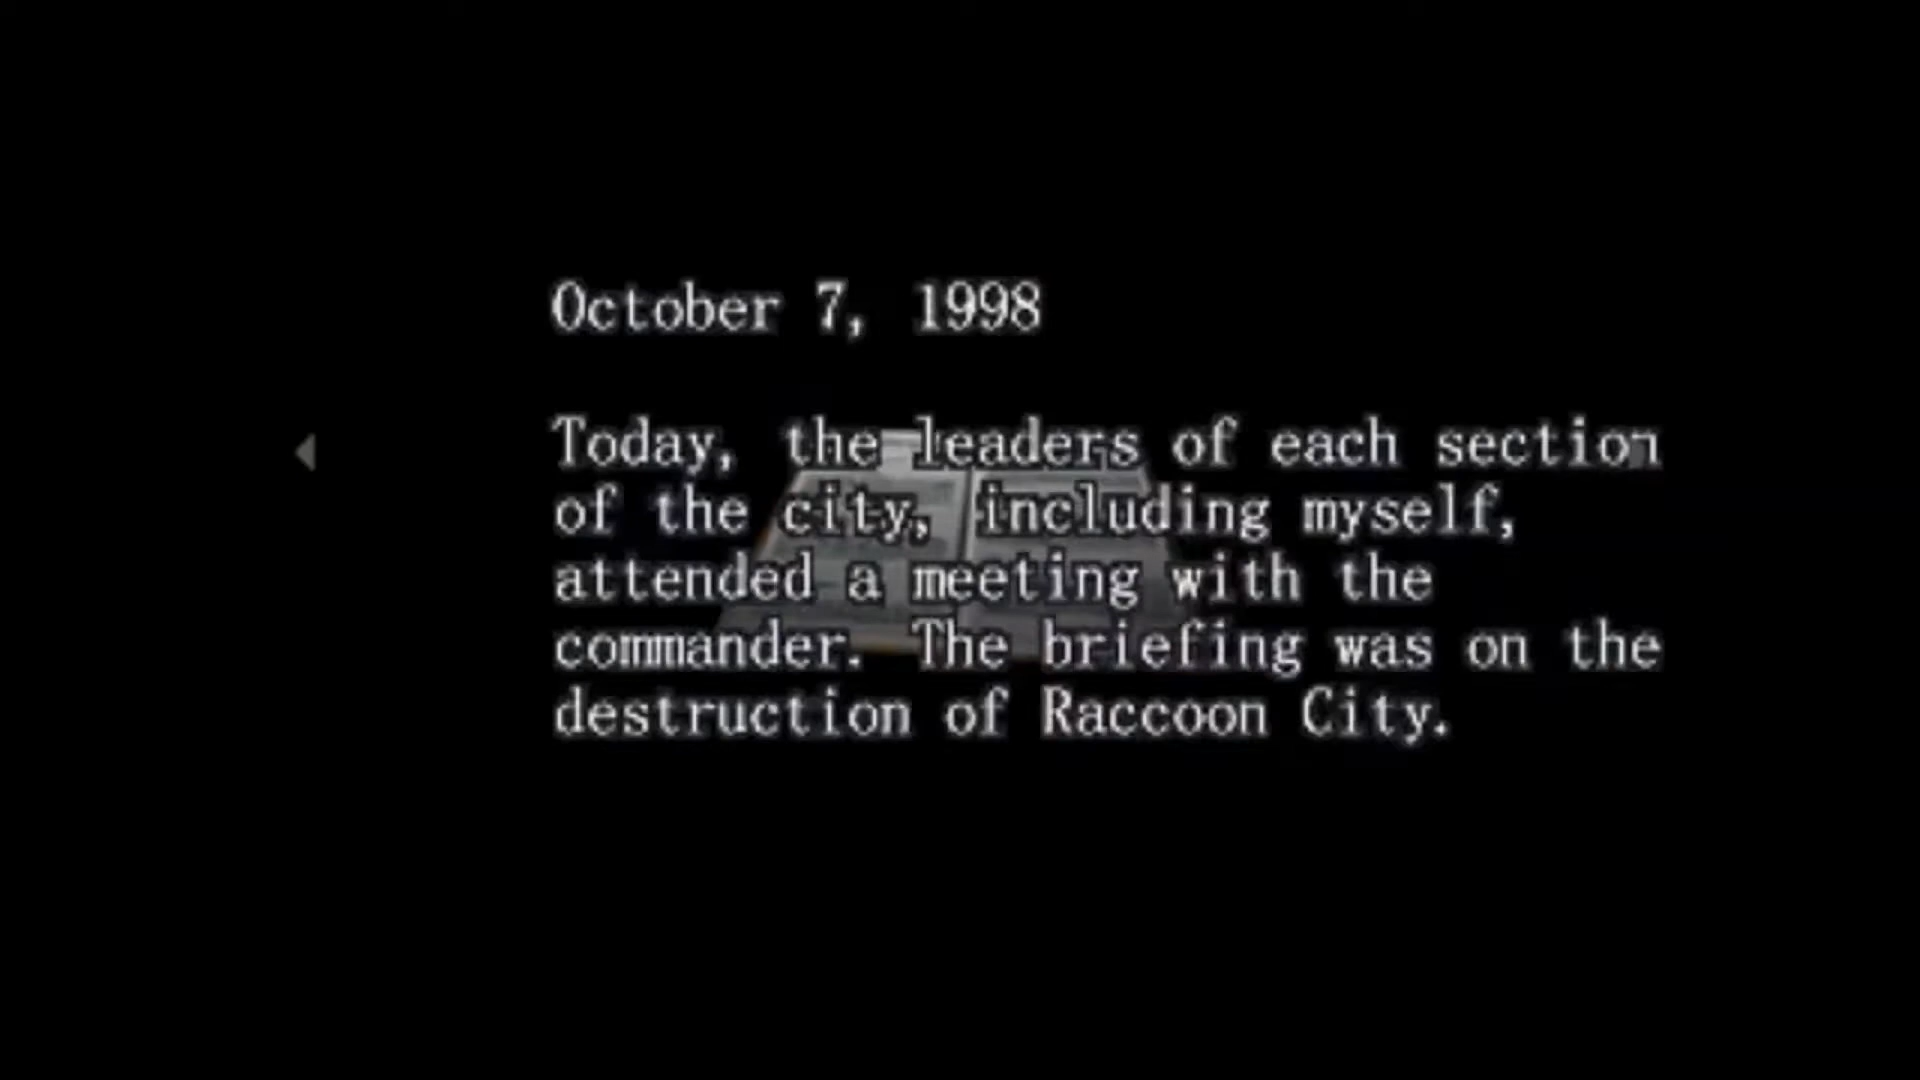 October 7, 1998
Today, the leaders of each section
of the city, including myself,
attended a meeting with the
commander. The briefing was on the
destruction of Raccoon City.